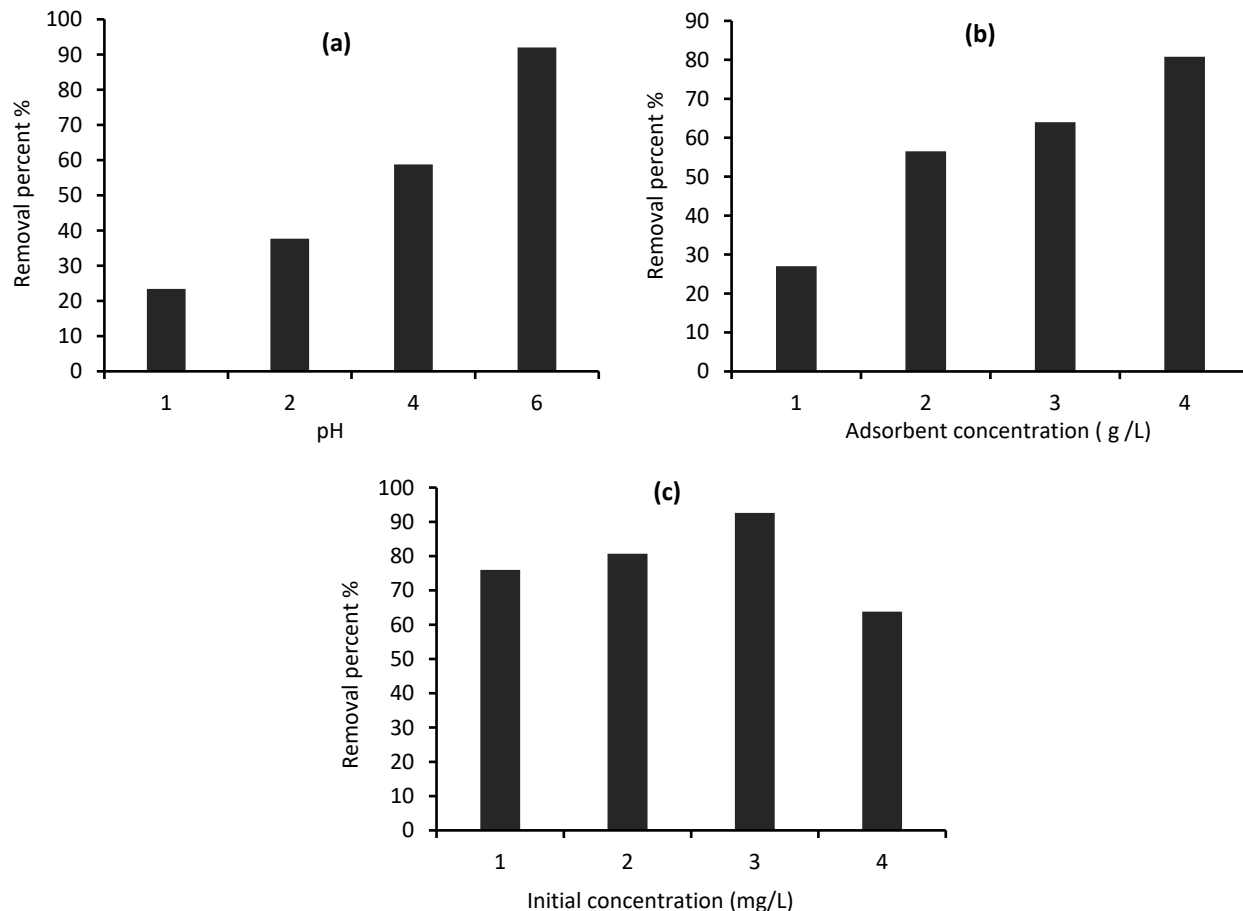 (a)
Removal percent %
100
90
80
70
60
50
40
30
20
10
0
1 2 4 6
pH
(b)
Removal percent %
90
80
70
60
50
40
30
20
10
0
1 2 3 4
Adsorbent concentration ( g /L)
(c)
Removal percent %
100
90
80
70
60
50
40
30
20
10
0
1 2 3 4
Initial concentration (mg/L)